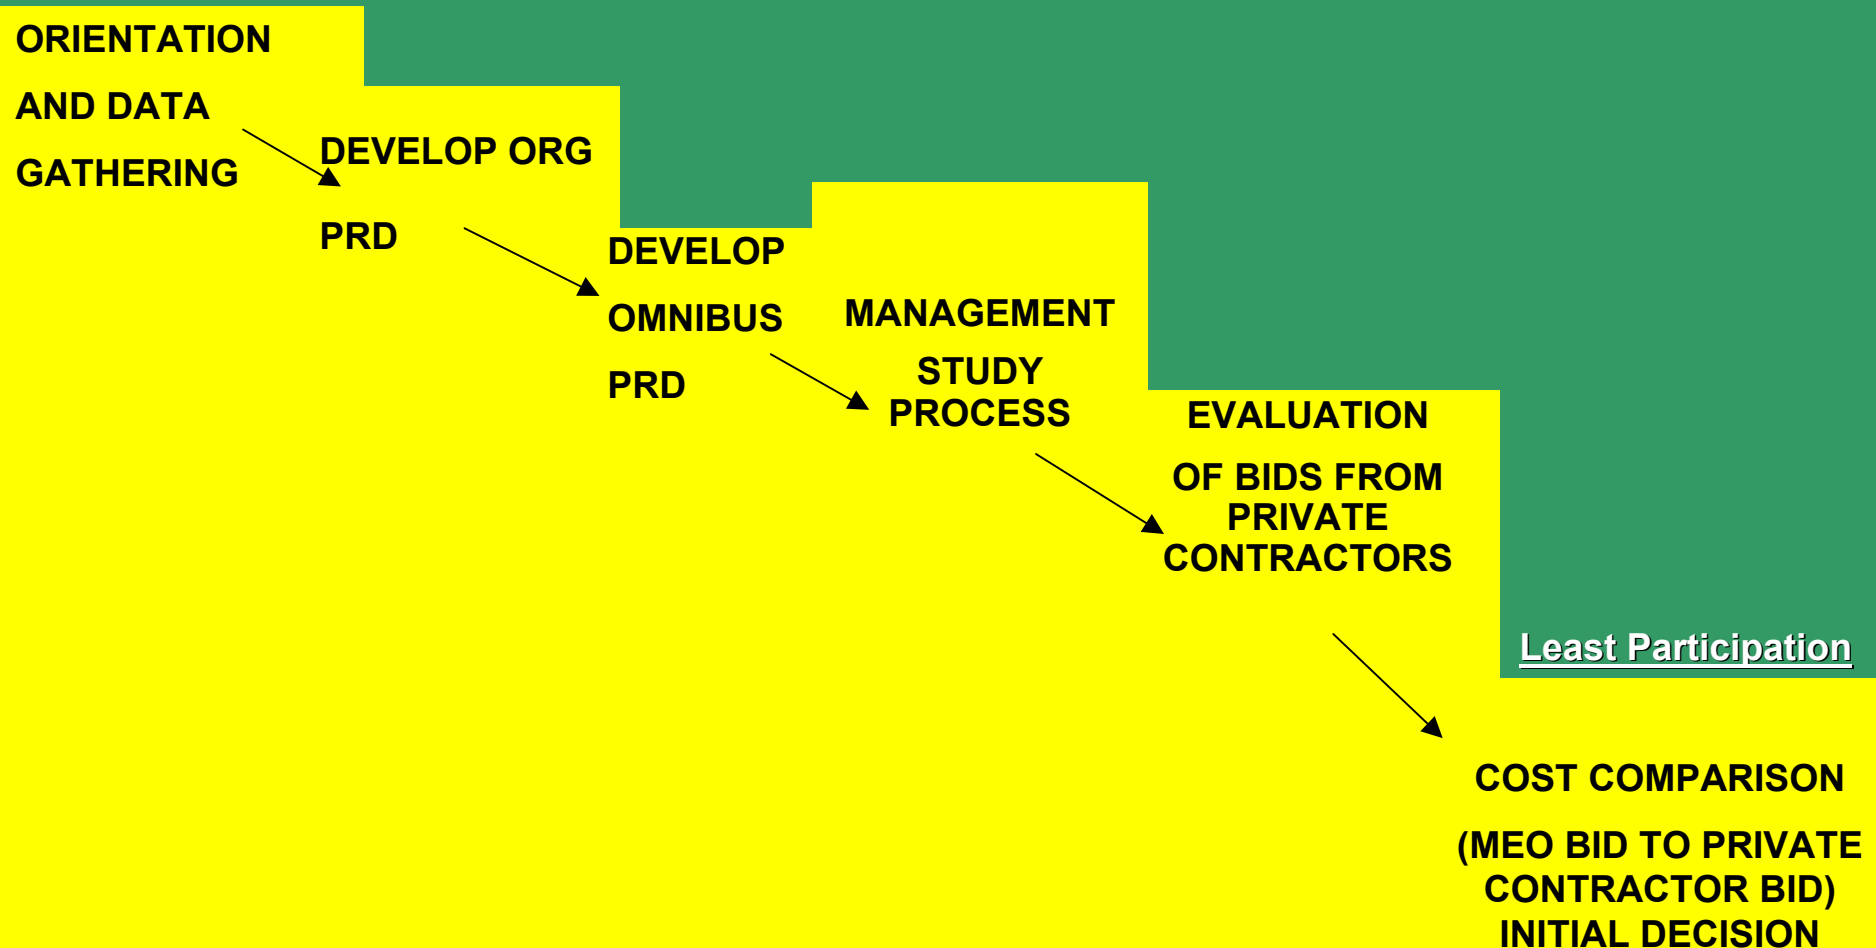 ORIENTATION
AND DATA
GATHERING
DEVELOP ORG
PRD
DEVELOP
OMNIBUS
PRD
MANAGEMENT
STUDY
PROCESS
EVALUATION
OF BIDS FROM
PRIVATE
CONTRACTORS
Least Participation
COST COMPARISON
(MEO BID TO PRIVATE
CONTRACTOR BID)
INITIAL DECISION